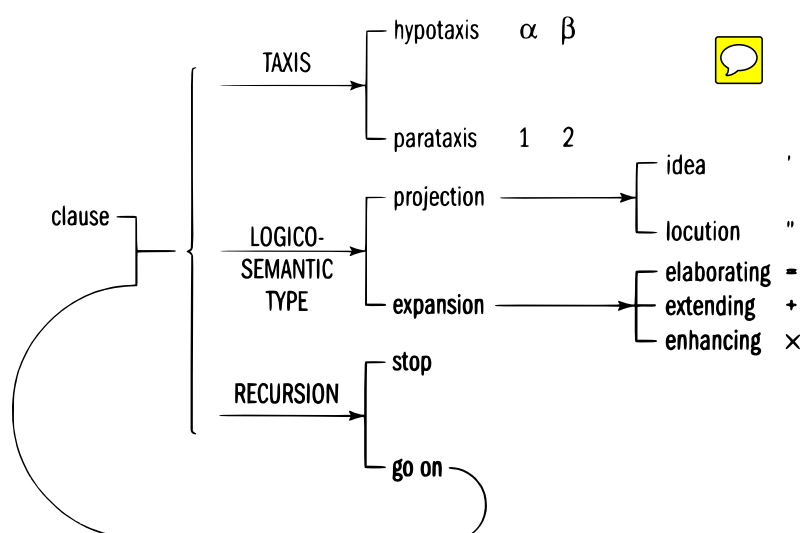 hypotaxis α β
TAXIS
parataxis 1 2
idea '
projection
clause
locution "
LOGICO-
SEMANTIC
TYPE
elaborating =
expansion
extending +
enhancing ×
stop
RECURSION
go on